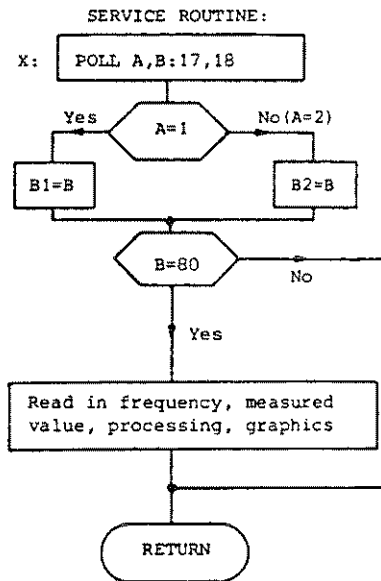 SERVICE ROUTINE:
X: POLL A,B:17,18
Yes
A=1
No(A=2)
B1=B
B2=B
B=80
No
Yes
Read in frequency, measured
value, processing, graphics
RETURN